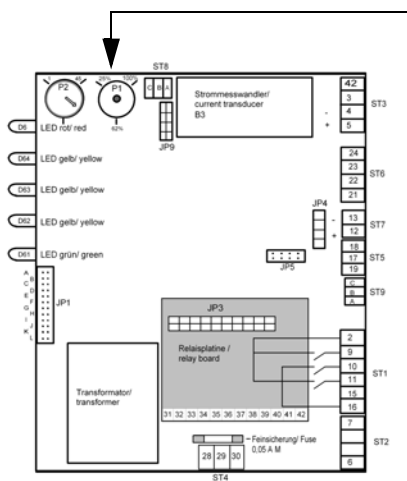 ST8
1 45
P2
25% 100%
P1
62%
C B A
JP9
Strommesswandler/
current transducer
B3
42
3
4
5
-
+
ST3
D6 LED rot/ red
D64 LED gelb/ yellow
D63 LED gelb/ yellow
D62 LED gelb/ yellow
D61 LED grün/ green
24
23
22
21
ST6
JP4
-
+
13
12
ST7
JP5
18
17
19
ST5
C
B
A
ST9
A
B
C
D
E
F
G
H
I
J
K
L
JP1
JP3
Relaisplatine /
relay board
31 32 33 34 35 36 37 38 39 40 41 42
2
9
10
11
15
16
ST1
Transformator/
transformer
Feinsicherung/ Fuse
0,05 A M
28 29 30
ST4
7
6
ST2